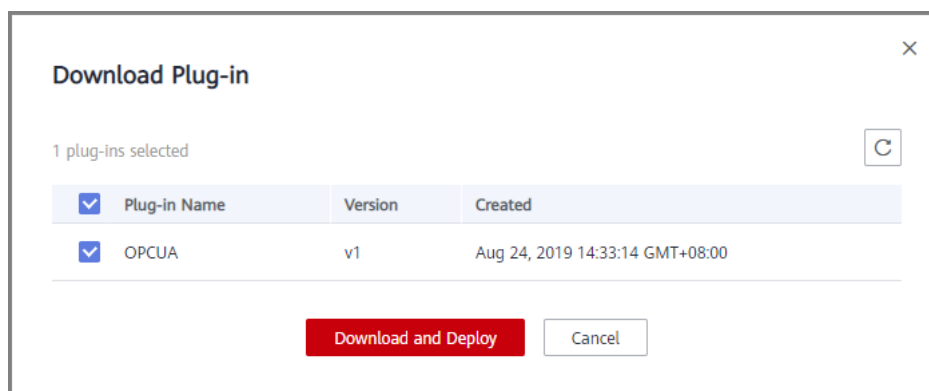 Download Plug-in
1 plug-ins selected
Plug-in Name Version Created
OPCUA v1 Aug 24, 2019 14:33:14 GMT+08:00
Download and Deploy Cancel